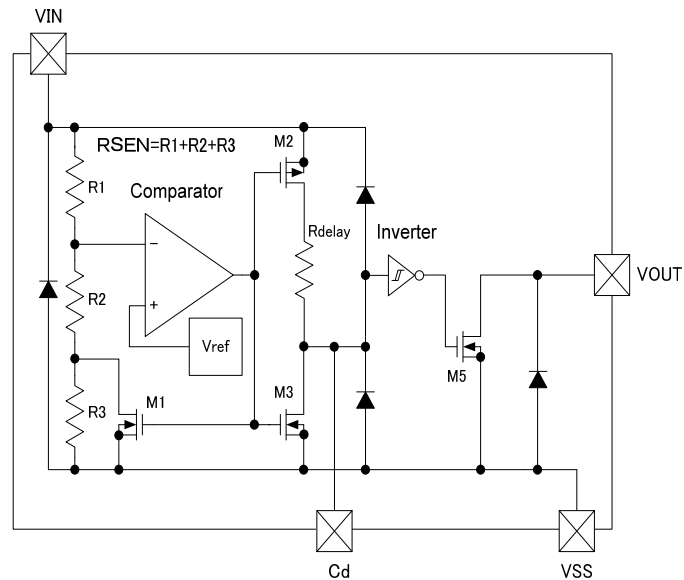 VIN
RSEN=R1+R2+R3
M2
R1
Comparator
Rdelay
Inverter
−
VOUT
R2
+
Vref
M5
R3
M1
M3
Cd
VSS